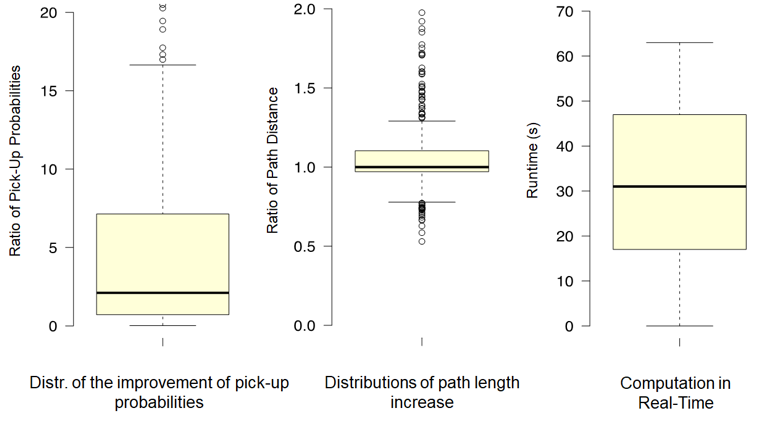 Ratio of Pick-Up Probabilities
20
15
10
5
0
Distr. of the improvement of pick-up
probabilities
Ratio of Path Distance
2.0
1.5
1.0
0.5
0.0
Distributions of path length
increase
Runtime (s)
70
60
50
40
30
20
10
0
Computation in
Real-Time